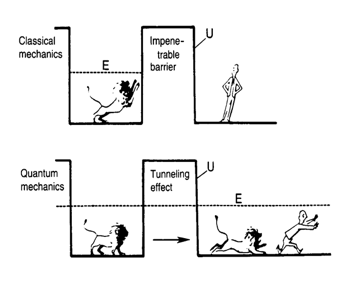 Classical
mechanics
E
Impene-
trable
barrier
U
Quantum
mechanics
Tunneling
effect
U
E